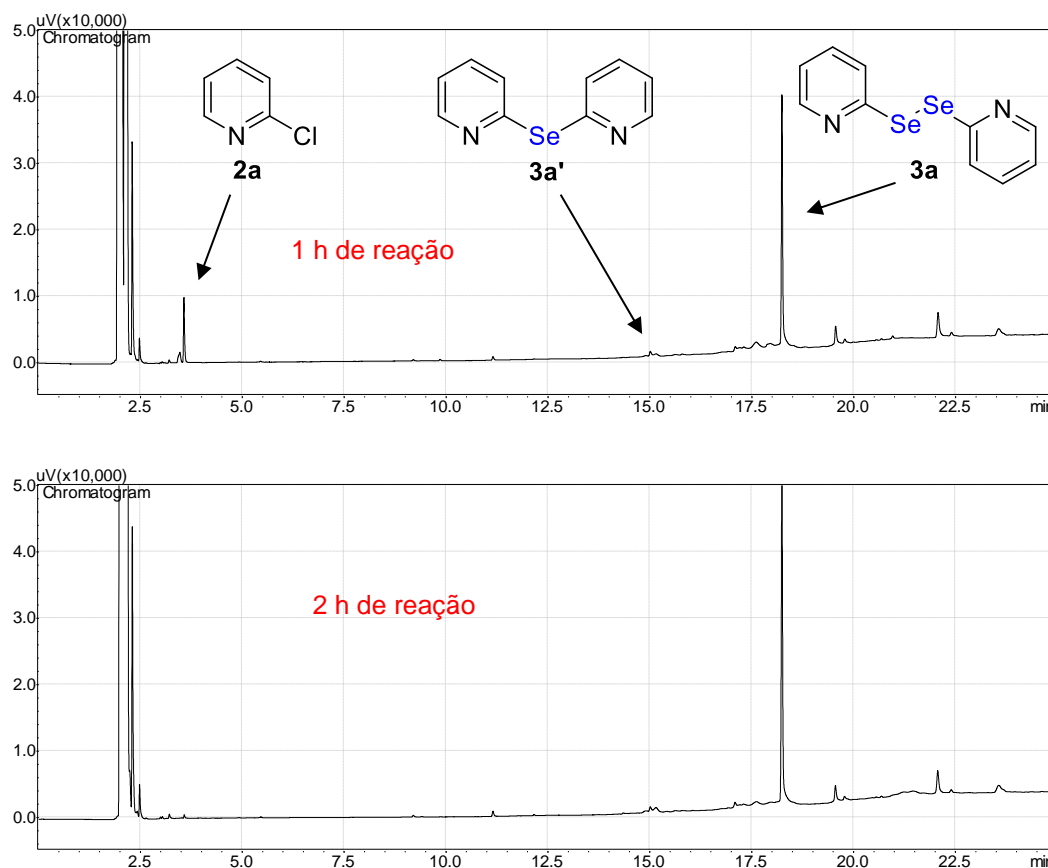 uV(x10,000)
Chromatogram
5.0
4.0
3.0
2.0
1.0
0.0
N
Cl
2a
N
Se
N
3a'
N
Se
Se
N
3a
1 h de reação
2.5
5.0
7.5
10.0
12.5
15.0
17.5
20.0
22.5
uV(x10,000)
Chromatogram
5.0
4.0
3.0
2.0
1.0
0.0
2 h de reação
2.5
5.0
7.5
10.0
12.5
15.0
17.5
20.0
22.5